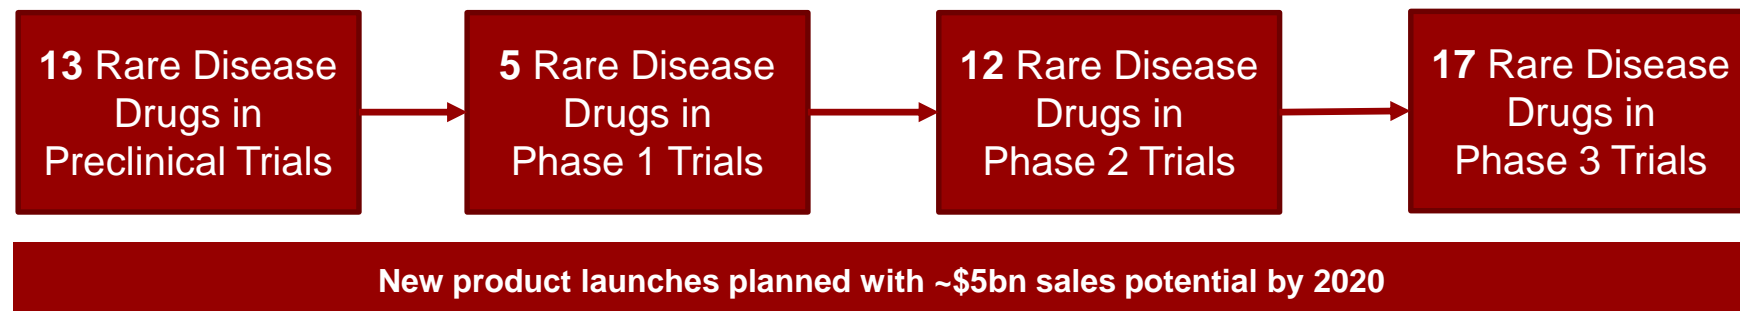 13 Rare Disease
Drugs in
Preclinical Trials
5 Rare Disease
Drugs in
Phase 1 Trials
12 Rare Disease
Drugs in
Phase 2 Trials
17 Rare Disease
Drugs in
Phase 3 Trials
New product launches planned with ~$5bn sales potential by 2020